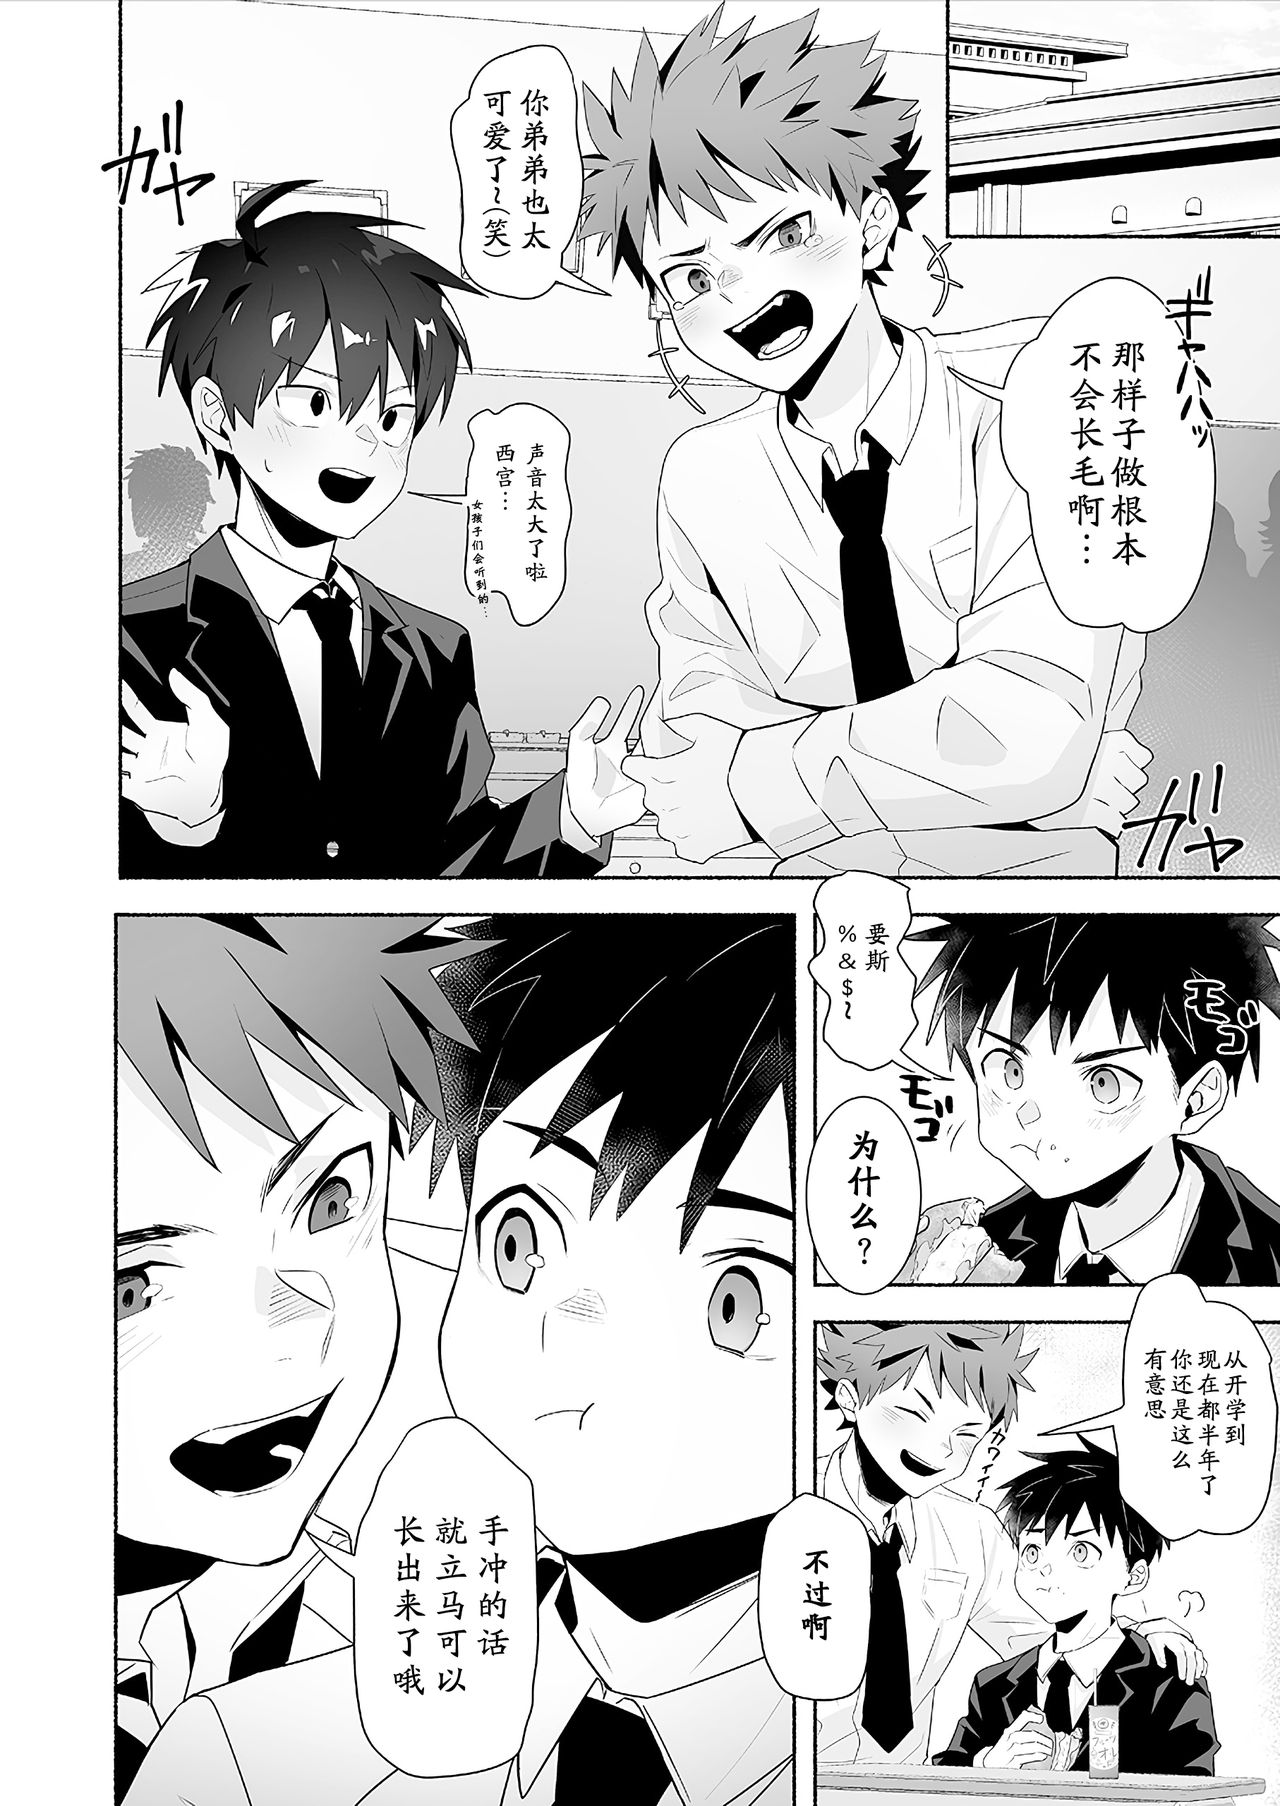 那样子做根本
不会长毛啊…
ギャハハハッ
你弟弟也太
可爱了~(笑)
声音太大了啦
西宫…
女孩子们会听到的…
ガヤ
ガヤ
要斯
%&$~
モゴ
モゴ
为什么？
从开学到
现在都半年了
你还是这么
有意思
カワイイ~
不过啊
手冲的话
就立马可以
长出来了哦